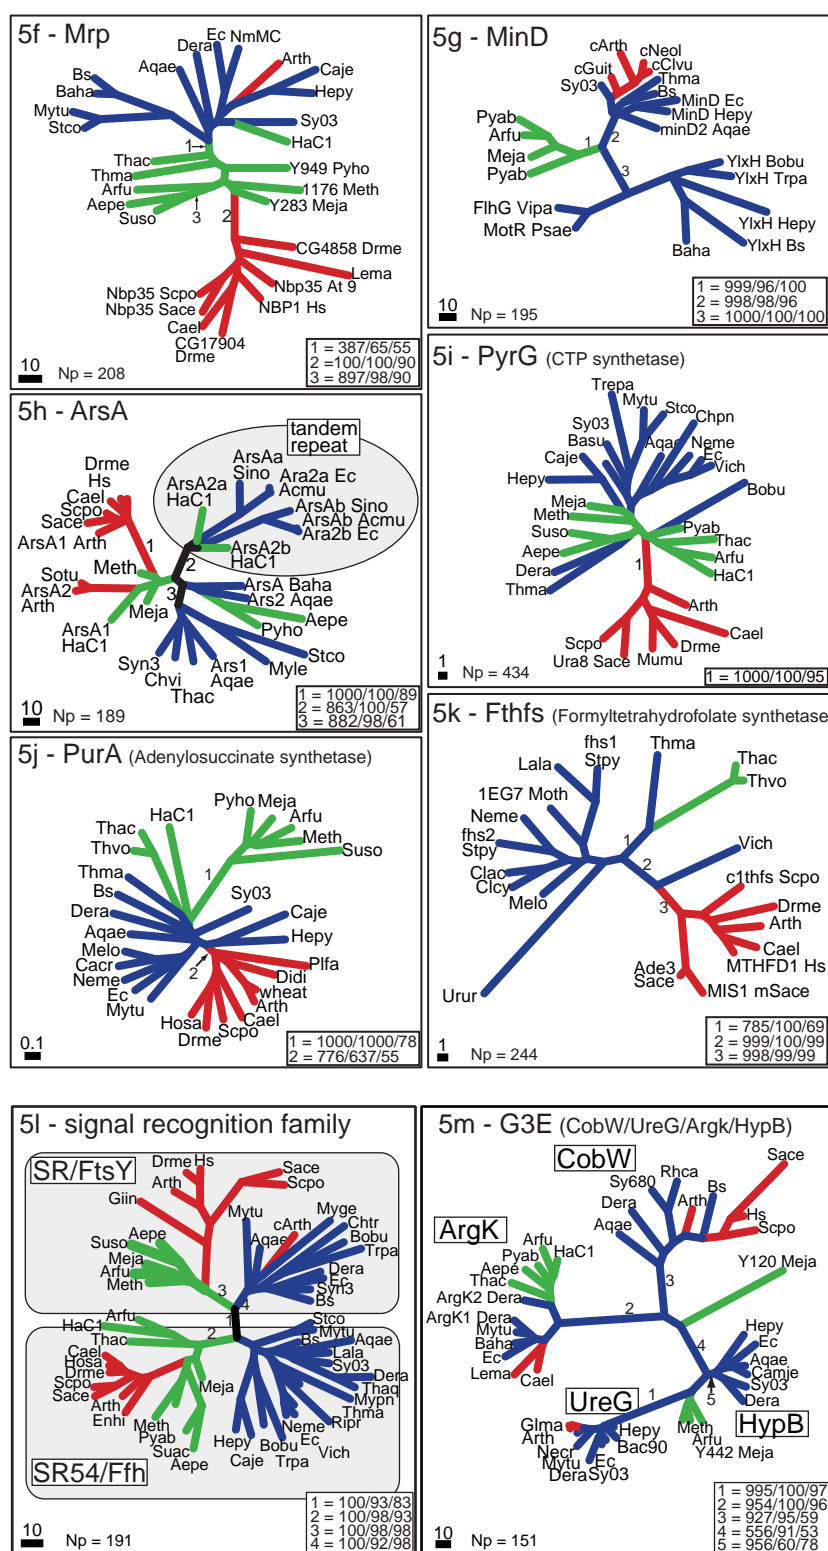 5f - Mrp
Ec
NmMC
Dera
Arth
Aqae
Caje
Bs
Baha
Hepy
Mytu
Stco
Sy03
HaC1
1
Thac
Thma
Y949 Pyho
Arfu
1176 Meth
Aepe
Y283 Meja
Suso
3
2
CG4858 Drme
Lema
Nbp35 At 9
Nbp35 Scpo
NBP1 Hs
Nbp35 Sace
Cael
CG17904
Drme
10
Np = 208
1 = 387/65/55
2 =100/100/90
3 = 897/98/90
5g - MinD
cArth
cNeol
cGuit
cClvu
Sy03
Thma
Bs
MinD Ec
MinD Hepy
minD2 Aqae
Pyab
Arfu
Meja
Pyab
1
2
3
YlxH Bobu
YlxH Trpa
FlhG Vipa
MotR Psae
YlxH Hepy
YlxH Bs
Baha
10
Np = 195
1 = 999/96/100
2 = 998/98/96
3 = 1000/100/100
5h - ArsA
tandem
repeat
ArsAa
Sino
Ara2a Ec
Acmu
ArsA2a
HaC1
ArsAb Sino
ArsAb Acmu
Ara2b Ec
ArsA2b
HaC1
Drme
Hs
Cael
Scpo
Sace
ArsA1 Arth
1
Meth
2
Sotu
ArsA2
Arth
3
Meja
ArsA1
HaC1
ArsA Baha
Ars2 Aqae
Aepe
Pyho
Stco
Myle
Syn3
Chvi
Thac
Ars1
Aqae
10
Np = 189
1 = 1000/100/89
2 = 863/100/57
3 = 882/98/61
5i - PyrG (CTP synthetase)
Trepa
Mytu
Stco
Chpn
Sy03
Basu
Aqae
Neme
Ec
Vich
Caje
Hepy
Bobu
Meja
Meth
Suso
Aepe
Pyab
Thac
Arfu
HaC1
Dera
Thma
1
Arth
Cael
Scpo
Ura8 Sace
Mumu
Drme
1
Np = 434
1 = 1000/100/95
5j - PurA (Adenylosuccinate synthetase)
HaC1
Thac
Thvo
Pyho
Meja
Arfu
Meth
Suso
1
Thma
Bs
Dera
Aqae
Melo
Cacr
Neme
Ec
Mytu
Sy03
Caje
Hepy
2
Plfa
Didi
wheat
Arth
Cael
Scpo
Hosa
Drme
0.1
1 = 1000/1000/78
2 = 776/637/55
5k - Fthfs (Formyltetrahydrofolate synthetase
fhs1
Stpy
Lala
Thma
Thac
Thvo
1EG7 Moth
Neme
fhs2
Stpy
Clac
Clcy
Melo
1
2
3
Vich
c1thfs Scpo
Drme
Arth
Cael
MTHFD1 Hs
Ade3
Sace
MIS1 mSace
Urur
1
Np = 244
1 = 785/100/69
2 = 999/100/99
3 = 998/99/99
5l - signal recognition family
SR/FtsY
Drme
Hs
Arth
Giin
Sace
Scpo
Mytu
Myge
cArth
Chtr
Bobu
Trpa
Aqae
Dera
Ec
Syn3
Bs
Aepe
Suso
Meja
Arfu
Meth
3
4
1
2
Arfu
HaC1
Thac
Cael
Hosa
Drme
Scpo
Sace
Arth
Enhi
Meja
Meth
Pyab
Suac
Aepe
Stco
Mytu
Bs
Aqae
Lala
Sy03
Dera
Thaq
Mypn
Thma
Ripr
Neme
Ec
Vich
Hepy
Caje
Bobu
Trpa
SR54/Ffh
10
Np = 191
1 = 100/93/83
2 = 100/98/93
3 = 100/98/98
4 = 100/92/98
5m - G3E (CobW/UreG/Argk/HypB)
CobW
Sace
Rhca
Sy680
Arth
Bs
Hs
Scpo
Dera
Aqae
ArgK
Arfu
Pyab
HaC1
Aepe
Thac
ArgK2 Dera
ArgK1 Dera
Mytu
Baha
Ec
Lema
Cael
Y120 Meja
3
2
4
1
5
Hepy
Ec
Aqae
Camje
Sy03
Dera
HypB
UreG
Glma
Arth
Necr
Mytu
Dera
Sy03
Ec
Hepy
Bac90
Meth
Arfu
Y442 Meja
10
Np = 151
1 = 995/100/97
2 = 954/100/96
3 = 927/95/59
4 = 556/91/53
5 = 956/60/78